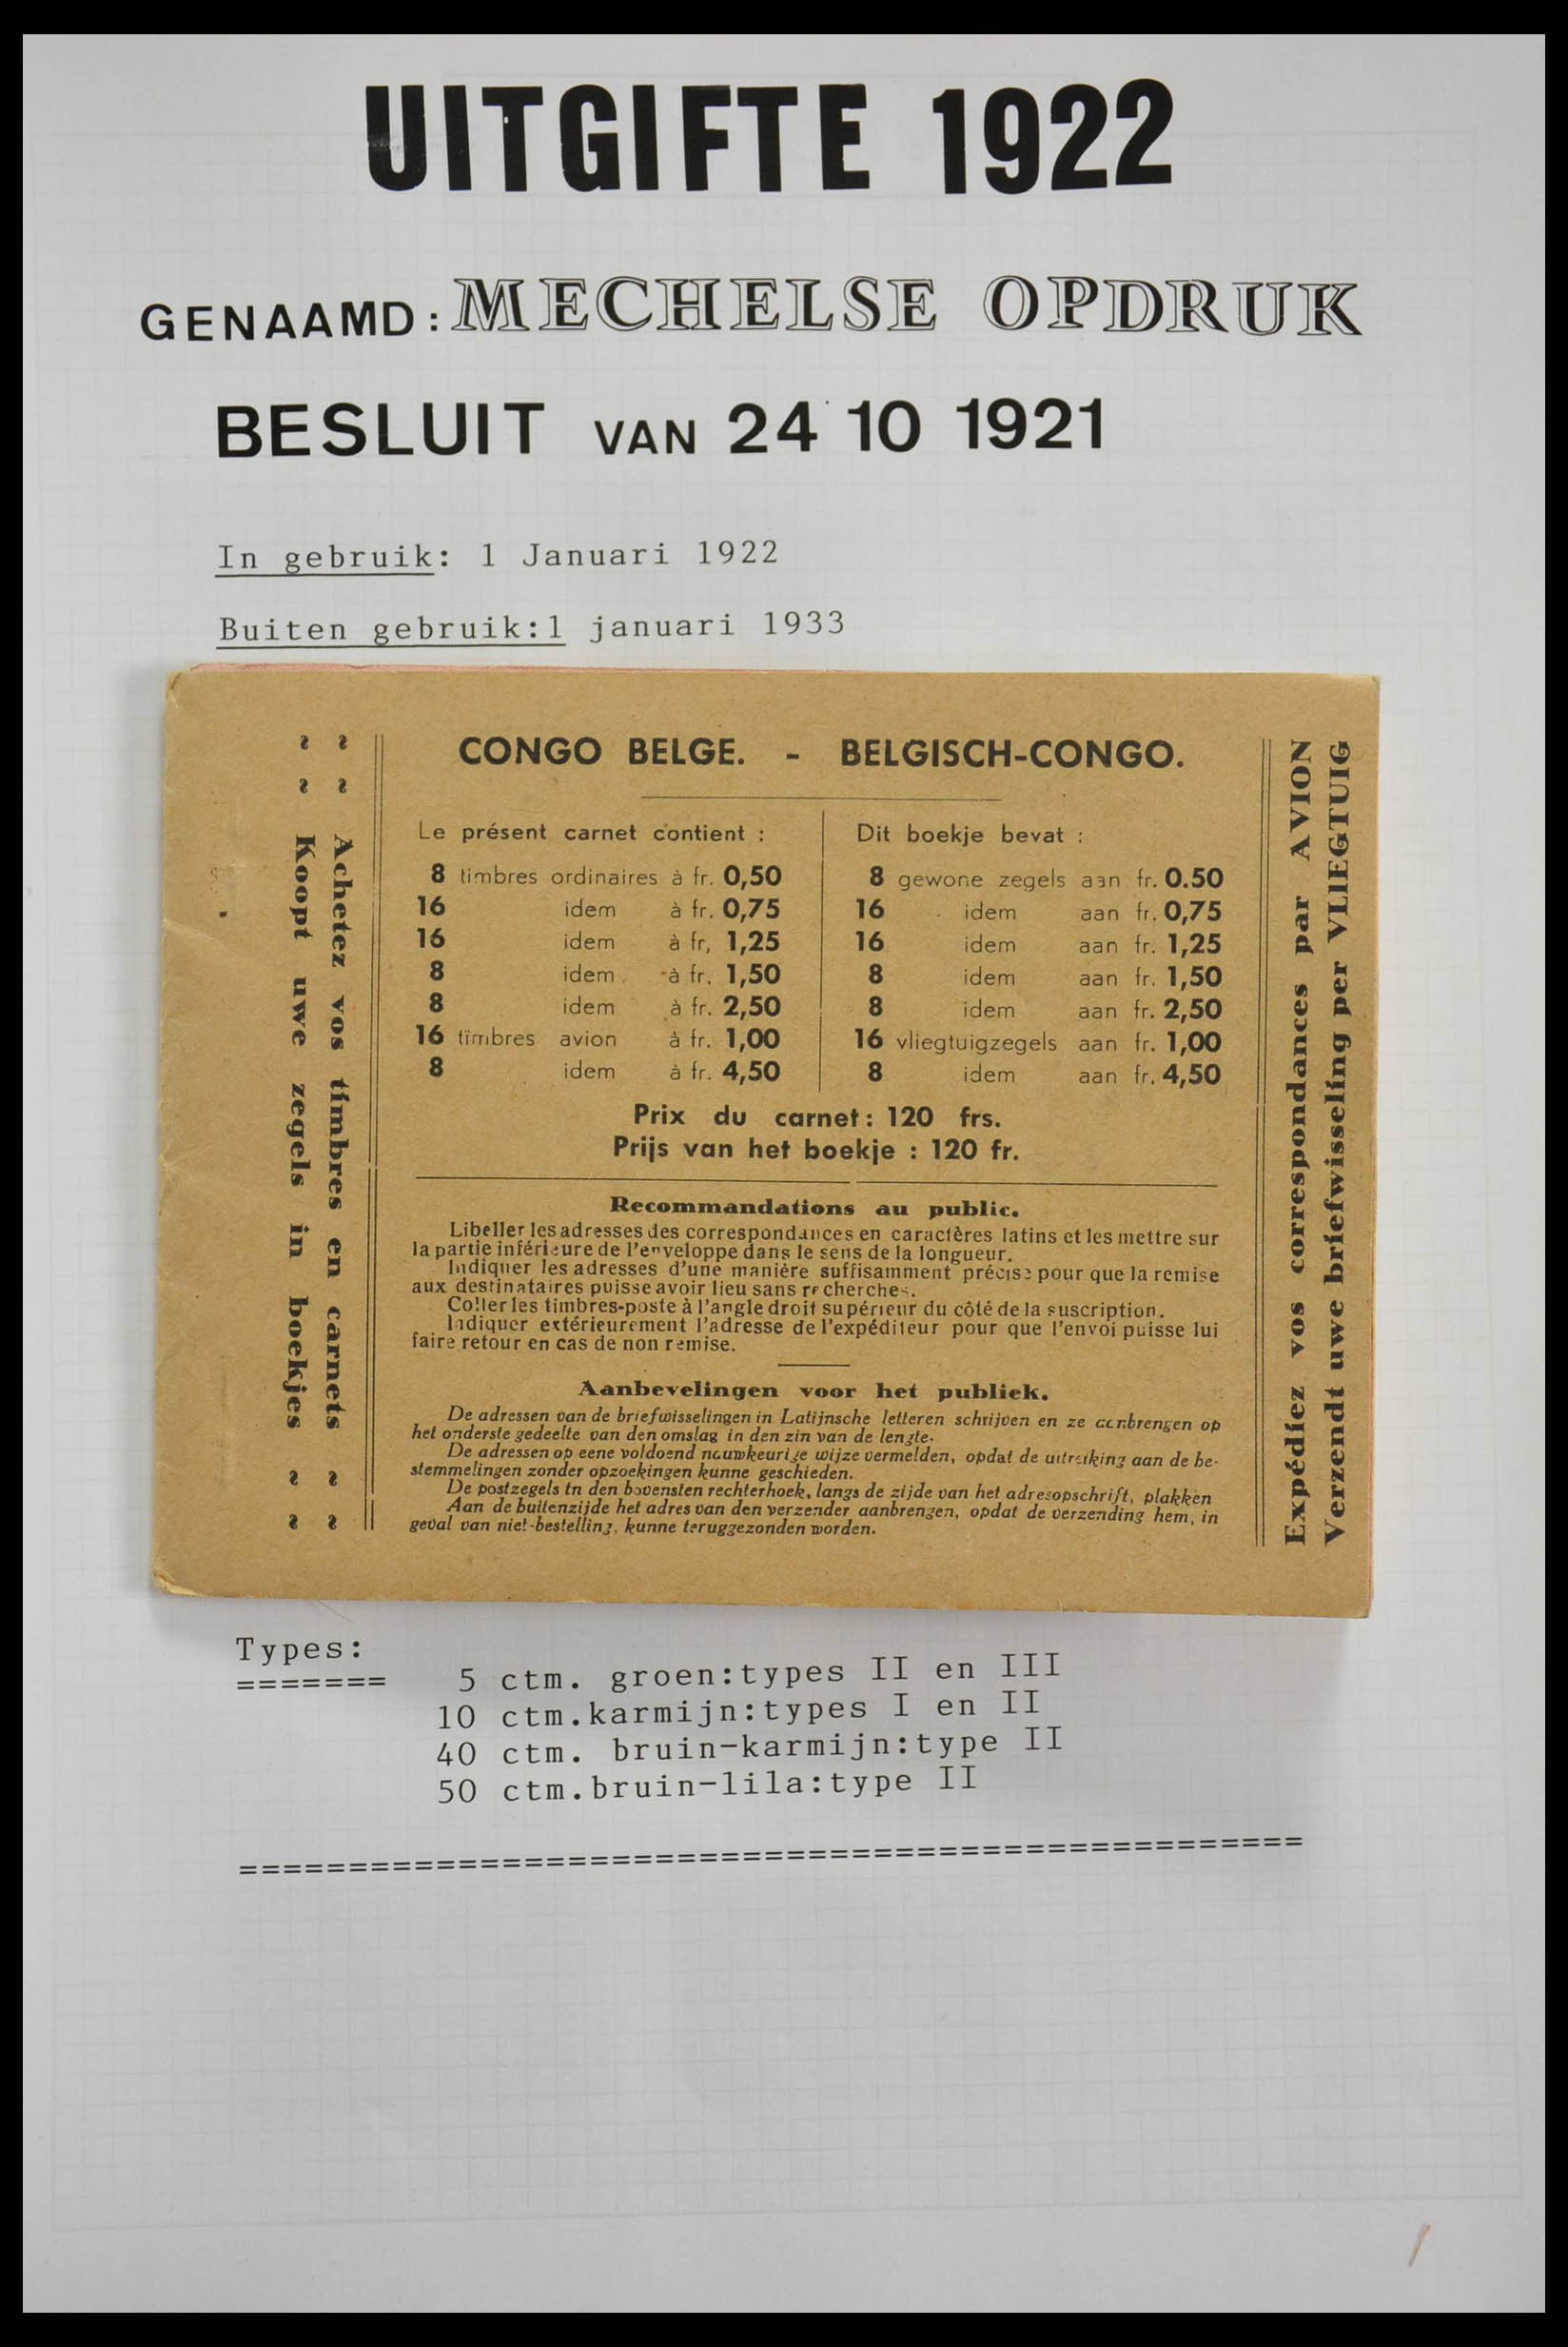 UITGIFTE 1922
GENAAMD: MECHELSE OPDRUK
BESLUIT VAN 24 10 1921
In gebruik: 1 Januari 1922
Buiten gebruik:1 januari 1933
~ ~ Achetez vos timbres en carnets ~ ~
~ ~ Koopt uwe zegels in boekjes ~ ~
CONGO BELGE. - BELGISCH-CONGO.
Le présent carnet contient :
8 timbres ordinaires à fr. 0,50
16 idem à fr. 0,75
16 idem à fr, 1,25
8 idem à fr. 1,50
8 idem à fr. 2,50
16 timbres avion à fr. 1,00
8 idem à fr. 4,50
Dit boekje bevat :
8 gewone zegels aan fr. 0.50
16 idem aan fr. 0,75
16 idem aan fr. 1,25
8 idem aan fr. 1,50
8 idem aan fr. 2,50
16 vliegtuigzegels aan fr. 1,00
8 idem aan fr. 4,50
Prix du carnet : 120 frs.
Prijs van het boekje : 120 fr.
Recommandations au public.
Libeller les adresses des correspondances en caractères latins et les mettre sur
la partie inférieure de l'enveloppe dans le sens de la longueur.
Indiquer les adresses d'une manière suffisamment précise pour que la remise
aux destinataires puisse avoir lieu sans recherches.
Coller les timbres-poste à l'angle droit supérieur du côté de la suscription.
Indiquer extérieurement l'adresse de l'expéditeur pour que l'envoi puisse lui
faire retour en cas de non remise.
Aanbevelingen voor het publiek.
De adressen van de briefwisselingen in Latijnsche letteren schrijven en ze aanbrengen op
het onderste gedeelte van den omslag in den zin van de lengte.
De adressen op eene voldoend nauwkeurige wijze vermelden, opdat de uitreiking aan de be-
stemmelingen zonder opzoekingen kunne geschieden.
De postzegels in den bovensten rechterhoek, langs de zijde van het adresopschrift, plakken
Aan de buitenzijde het adres van den verzender aanbrengen, opdat de verzending hem, in
geval van niet-bestelling, kunne teruggezonden worden.
Expédiez vos correspondances par AVION
Verzendt uwe briefwisseling per VLIEGTUIG
Types:
=======
5 ctm. groen:types II en III
10 ctm.karmijn:types I en II
40 ctm. bruin-karmijn:type II
50 ctm.bruin-lila:type II
=================================================